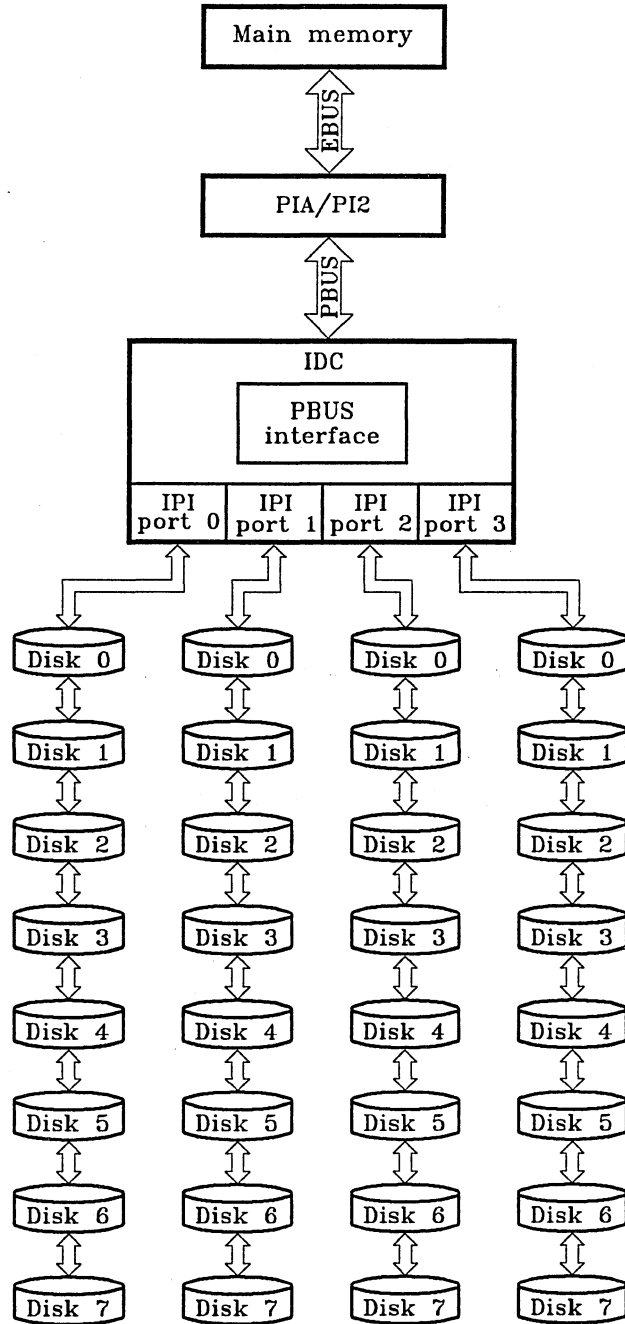 Main memory
EBUS
PIA/PI2
PBUS
IDC
PBUS
interface
IPI
port 0
IPI
port 1
IPI
port 2
IPI
port 3
Disk 0
Disk 0
Disk 0
Disk 0
Disk 1
Disk 1
Disk 1
Disk 1
Disk 2
Disk 2
Disk 2
Disk 2
Disk 3
Disk 3
Disk 3
Disk 3
Disk 4
Disk 4
Disk 4
Disk 4
Disk 5
Disk 5
Disk 5
Disk 5
Disk 6
Disk 6
Disk 6
Disk 6
Disk 7
Disk 7
Disk 7
Disk 7